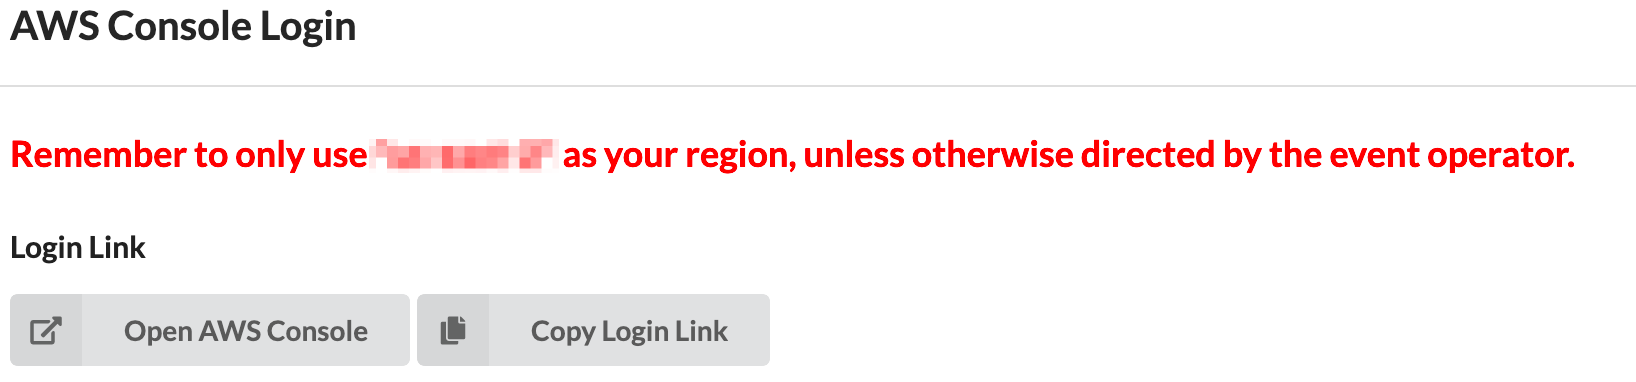 AWS Console Login
Remember to only use as your region, unless otherwise directed by the event operator.
Login Link
Open AWS Console
Copy Login Link